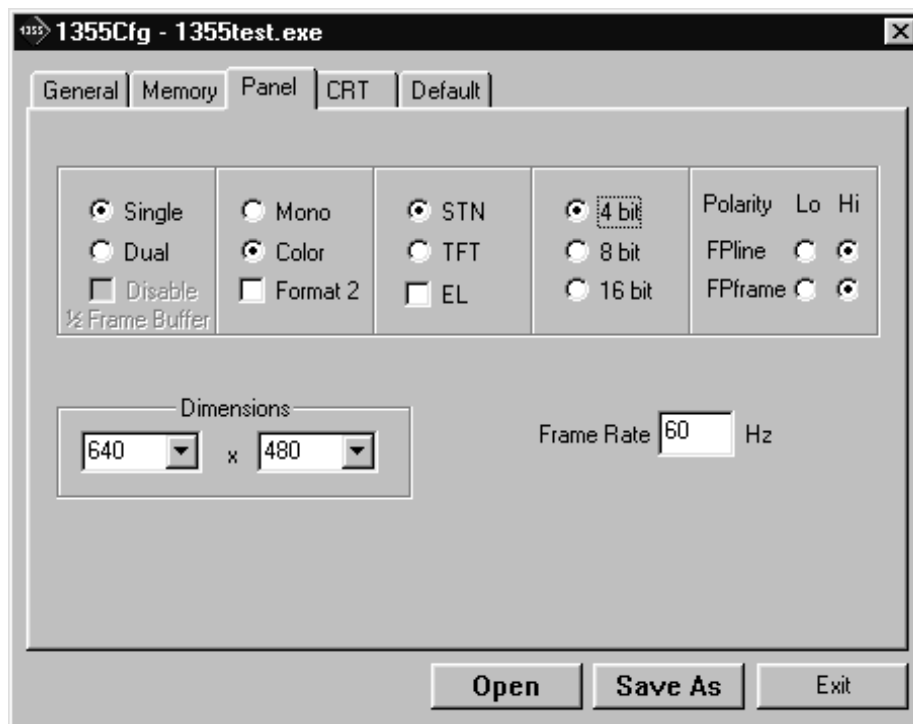 1355 1355Cfg - 1355test.exe
General Memory Panel CRT Default
Single
Dual
Disable
½ Frame Buffer
Mono
Color
Format 2
STN
TFT
EL
4 bit
8 bit
16 bit
Polarity Lo Hi
FPline
FPframe
Dimensions
640 x 480
Frame Rate 60 Hz
Open Save As Exit